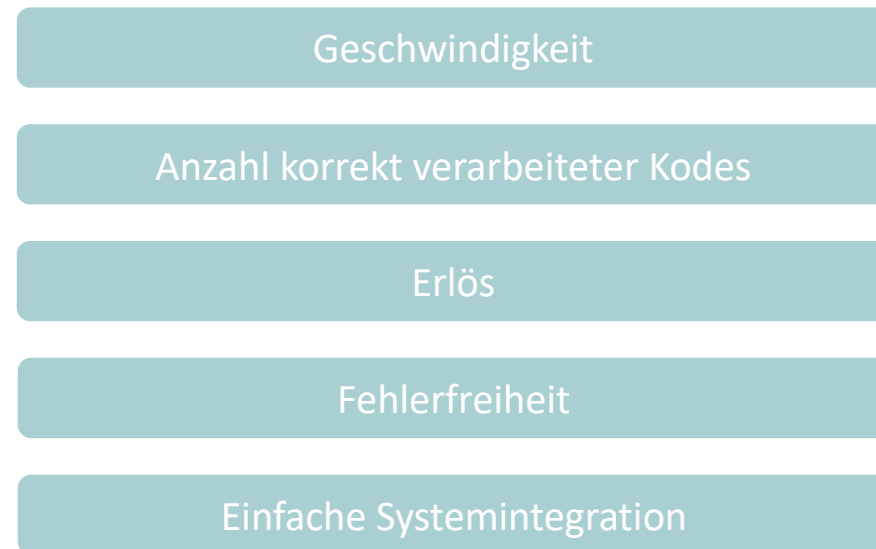 Geschwindigkeit
Anzahl korrekt verarbeiteter Kodes
Erlös
Fehlerfreiheit
Einfache Systemintegration